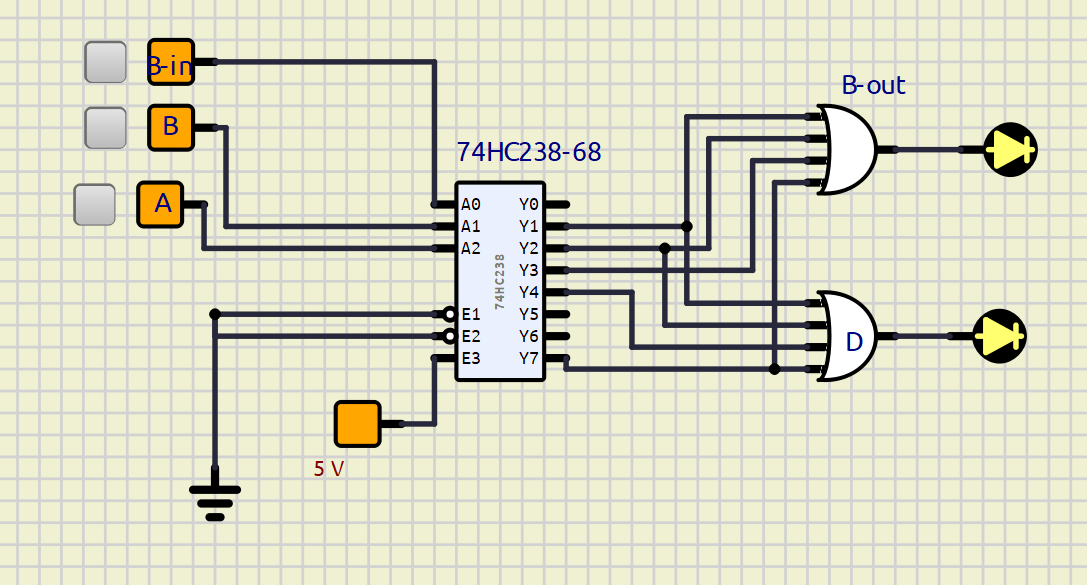 B-in
B
A
74HC238-68
A0
A1
A2
E1
E2
E3
74HC238
Y0
Y1
Y2
Y3
Y4
Y5
Y6
Y7
5 V
B-out
D